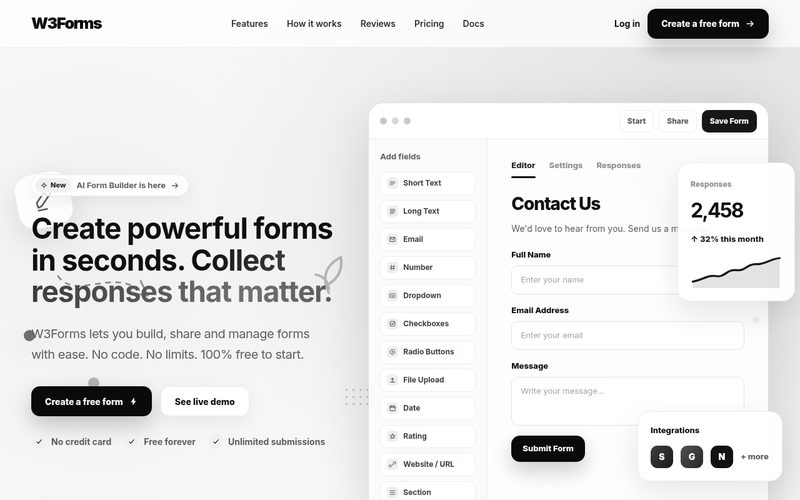 W3Forms
Features
How it works
Reviews
Pricing
Docs
Log in
Create a free form →
New
AI Form Builder is here →
Create powerful forms
in seconds. Collect
responses that matter.
W3Forms lets you build, share and manage forms
with ease. No code. No limits. 100% free to start.
Create a free form
See live demo
No credit card
Free forever
Unlimited submissions
Start
Share
Save Form
Add fields
Short Text
Long Text
Email
Number
Dropdown
Checkboxes
Radio Buttons
File Upload
Date
Rating
Website / URL
Section
Editor
Settings
Responses
Contact Us
We'd love to hear from you. Send us a
Full Name
Enter your name
Email Address
Enter your email
Message
Write your message...
Submit Form
Responses
2,458
↑ 32% this month
Integrations
S
G
N
+ more